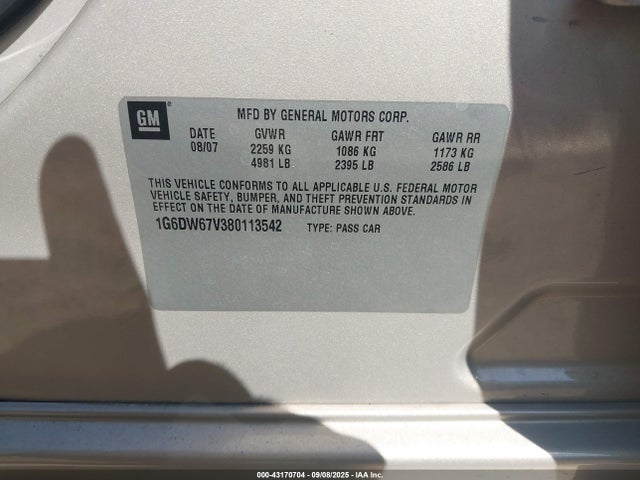 GM®
MFD BY GENERAL MOTORS CORP.
DATE GVWR GAWR FRT GAWR RR
08/07 2259 KG 1086 KG 1173 KG
4981 LB 2395 LB 2586 LB
THIS VEHICLE CONFORMS TO ALL APPLICABLE U.S. FEDERAL MOTOR
VEHICLE SAFETY, BUMPER, AND THEFT PREVENTION STANDARDS IN
EFFECT ON THE DATE OF MANUFACTURE SHOWN ABOVE.
1G6DW67V380113542 TYPE: PASS CAR
000-43170704 - 09/08/2025 - IAA Inc.